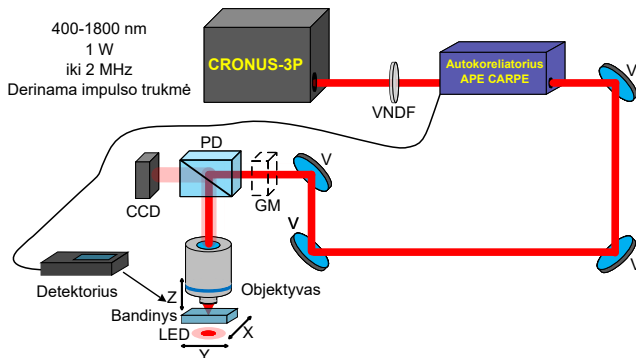 400-1800 nm
1 W
iki 2 MHz
Derinama impulso trukmė
CRONUS-3P
VNDF
Autokoreliatorius
APE CARPE
V
PD
CCD
GM
V
V
V
Detektorius
Z
Objektyvas
Bandinys
LED
X
Y